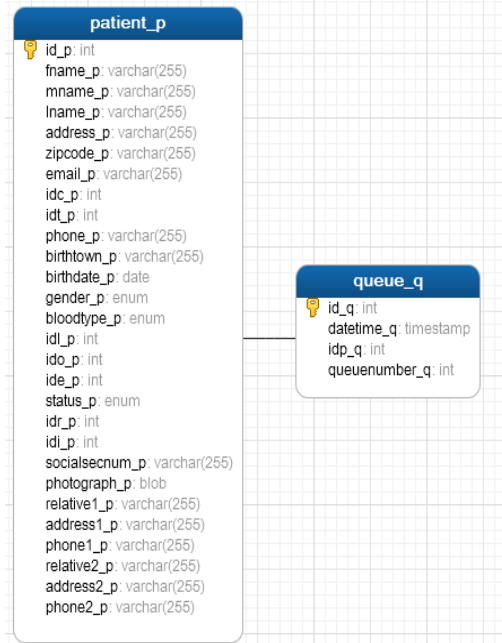 patient_p
id_p: int
fname_p: varchar(255)
mname_p: varchar(255)
lname_p: varchar(255)
address_p: varchar(255)
zipcode_p: varchar(255)
email_p: varchar(255)
idc_p: int
idt_p: int
phone_p: varchar(255)
birthtown_p: varchar(255)
birthdate_p: date
gender_p: enum
bloodtype_p: enum
idl_p: int
ido_p: int
ide_p: int
status_p: enum
idr_p: int
idi_p: int
socialsecnum_p: varchar(255)
photograph_p: blob
relative1_p: varchar(255)
address1_p: varchar(255)
phone1_p: varchar(255)
relative2_p: varchar(255)
address2_p: varchar(255)
phone2_p: varchar(255)
queue_q
id_q: int
datetime_q: timestamp
idp_q: int
queuenumber_q: int